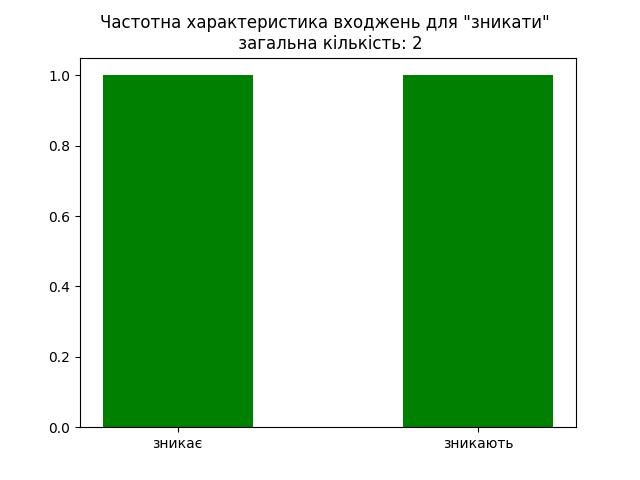 Частотна характеристика входжень для "зникати"
загальна кількість: 2
1.0
0.8
0.6
0.4
0.2
0.0
зникає
зникають